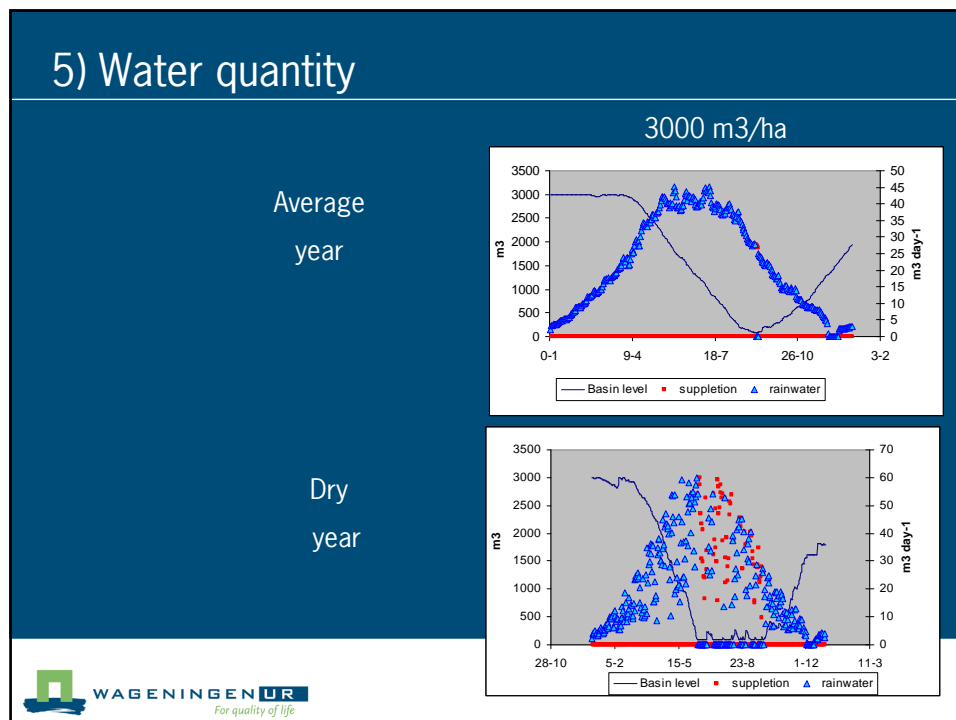 5) Water quantity
3000 m3/ha
Average
year
3500
3000
2500
2000
1500
1000
500
0
m3
50
45
40
35
30
25
20
15
10
5
0
m3 day-1
0-1 9-4 18-7 26-10 3-2
Basin level suppletion rainwater
Dry
year
3500
3000
2500
2000
1500
1000
500
0
m3
70
60
50
40
30
20
10
0
m3 day-1
28-10 5-2 15-5 23-8 1-12 11-3
Basin level suppletion rainwater
WAGENINGEN UR
For quality of life